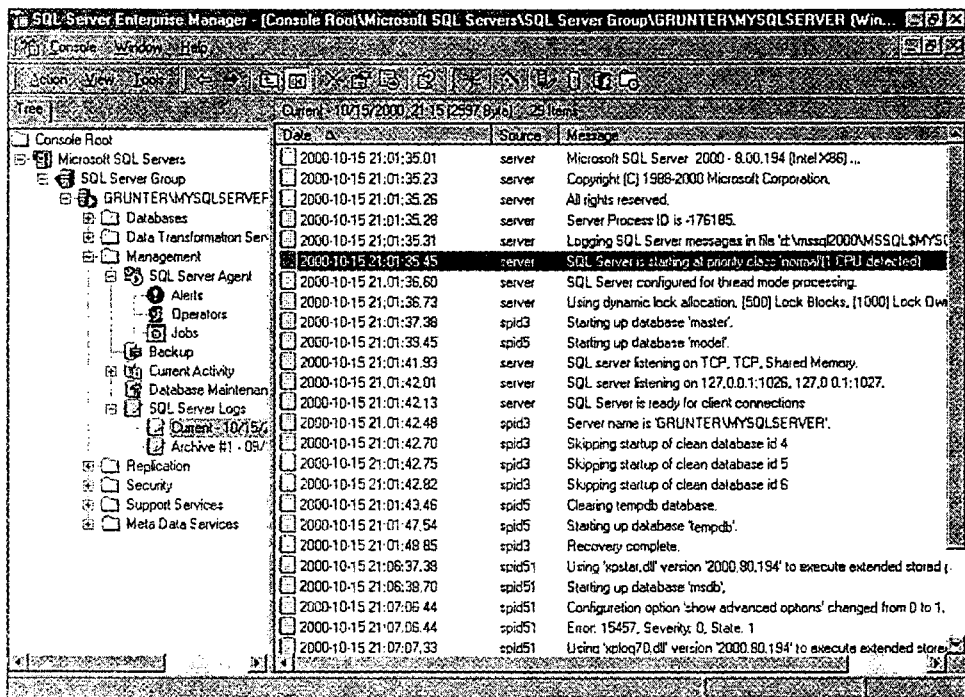 SQL Server Enterprise Manager - [Console Root\Microsoft SQL Servers\SQL Server Group\GRUNTER\MYSQLSERVER (Win...
Console Window Help
Action View Tools
Tree
Current - 10/15/2000 21:15 (2597 Byte) 29 Items
Console Root
Microsoft SQL Servers
SQL Server Group
GRUNTER\MYSQLSERVER
Databases
Data Transformation Ser
Management
SQL Server Agent
Alerts
Operators
Jobs
Backup
Current Activity
Database Maintenan
SQL Server Logs
Current - 10/15/2
Archive #1 - 09/
Replication
Security
Support Services
Meta Data Services
Date Source Message
2000-10-15 21:01:35.01 server Microsoft SQL Server 2000 - 8.00.194 (Intel X86) ...
2000-10-15 21:01:35.23 server Copyright (C) 1988-2000 Microsoft Corporation.
2000-10-15 21:01:35.26 server All rights reserved.
2000-10-15 21:01:35.28 server Server Process ID is -176185.
2000-10-15 21:01:35.31 server Logging SQL Server messages in file 'd:\mssql2000\MSSQL$MYSQ
2000-10-15 21:01:35.45 server SQL Server is starting at priority class 'normal'(1 CPU detected)
2000-10-15 21:01:36.60 server SQL Server configured for thread mode processing.
2000-10-15 21:01:36.73 server Using dynamic lock allocation. [500] Lock Blocks, [1000] Lock Ow
2000-10-15 21:01:37.38 spid3 Starting up database 'master'.
2000-10-15 21:01:39.45 spid5 Starting up database 'model'.
2000-10-15 21:01:41.93 server SQL server listening on TCP, TCP, Shared Memory.
2000-10-15 21:01:42.01 server SQL server listening on 127.0.0.1:1026, 127.0.0.1:1027.
2000-10-15 21:01:42.13 server SQL Server is ready for client connections
2000-10-15 21:01:42.48 spid3 Server name is 'GRUNTER\MYSQLSERVER'.
2000-10-15 21:01:42.70 spid3 Skipping startup of clean database id 4
2000-10-15 21:01:42.75 spid3 Skipping startup of clean database id 5
2000-10-15 21:01:42.82 spid3 Skipping startup of clean database id 6
2000-10-15 21:01:43.46 spid5 Clearing tempdb database.
2000-10-15 21:01:47.54 spid5 Starting up database 'tempdb'.
2000-10-15 21:01:49.85 spid3 Recovery complete.
2000-10-15 21:06:37.38 spid51 Using 'xpstar.dll' version '2000.80.194' to execute extended stored
2000-10-15 21:06:39.70 spid51 Starting up database 'msdb'.
2000-10-15 21:07:06.44 spid51 Configuration option 'show advanced options' changed from 0 to 1.
2000-10-15 21:07:06.44 spid51 Error: 15457, Severity: 0, State: 1
2000-10-15 21:07:07.33 spid51 Using 'xplog70.dll' version '2000.80.194' to execute extended stored